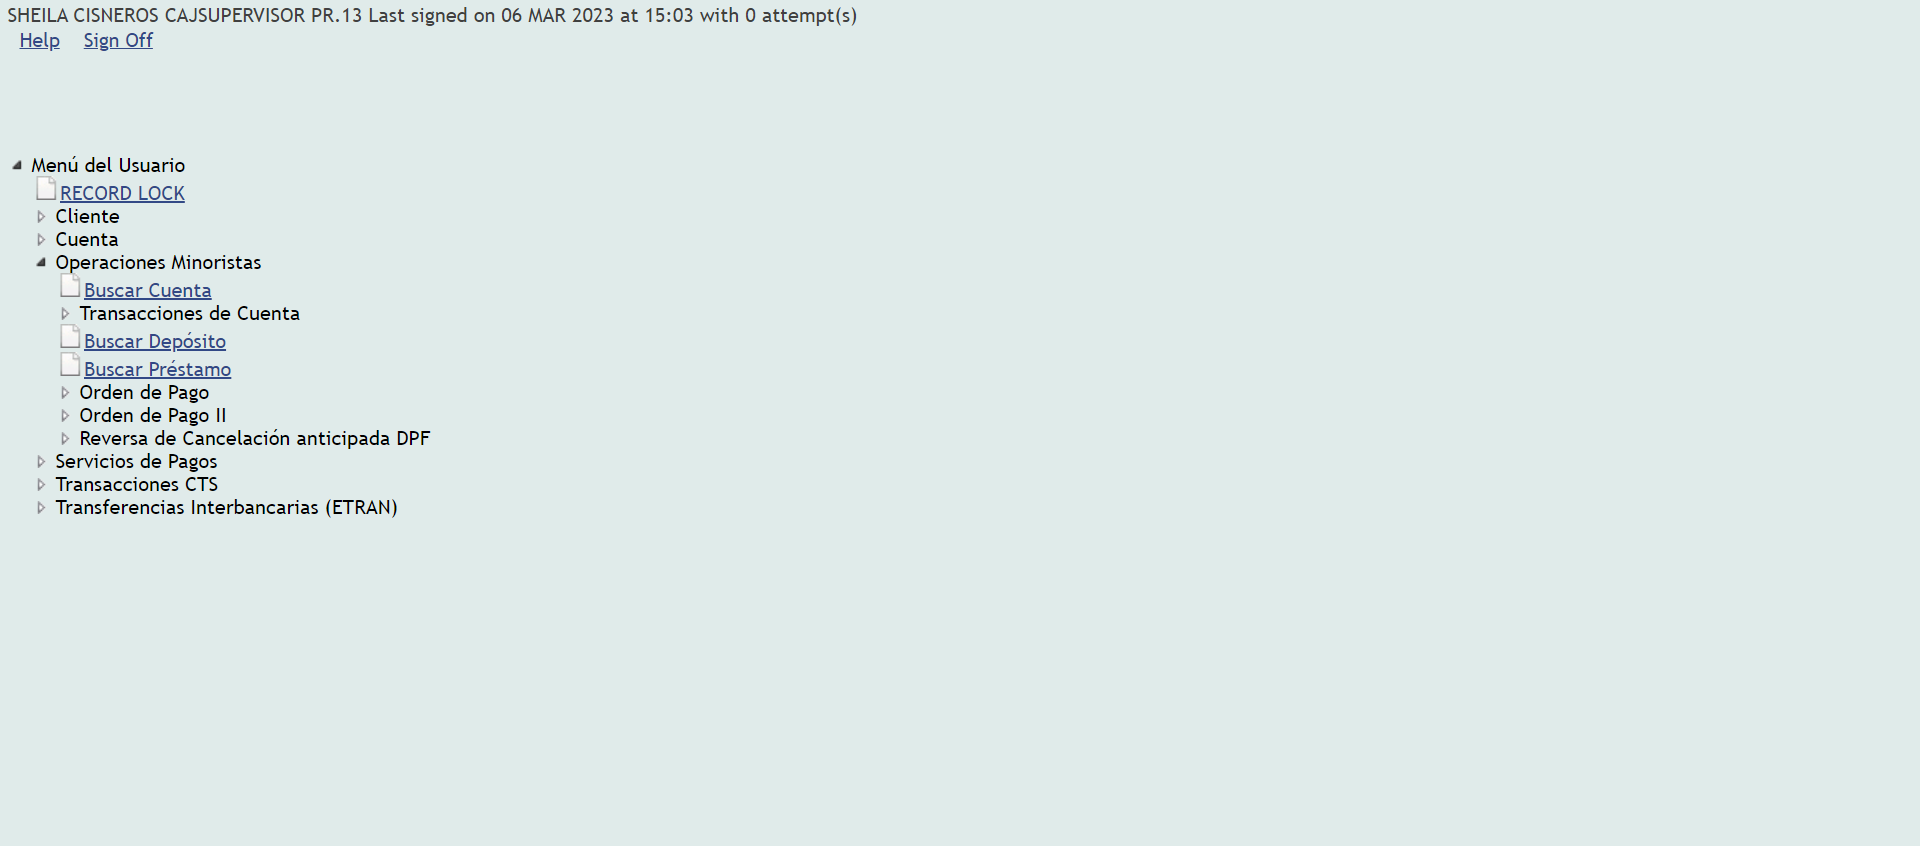 SHEILA CISNEROS CAJSUPERVISOR PR.13 Last signed on 06 MAR 2023 at 15:03 with 0 attempt(s)
Help Sign Off
Menú del Usuario
RECORD LOCK
Cliente
Cuenta
Operaciones Minoristas
Buscar Cuenta
Transacciones de Cuenta
Buscar Depósito
Buscar Préstamo
Orden de Pago
Orden de Pago II
Reversa de Cancelación anticipada DPF
Servicios de Pagos
Transacciones CTS
Transferencias Interbancarias (ETRAN)